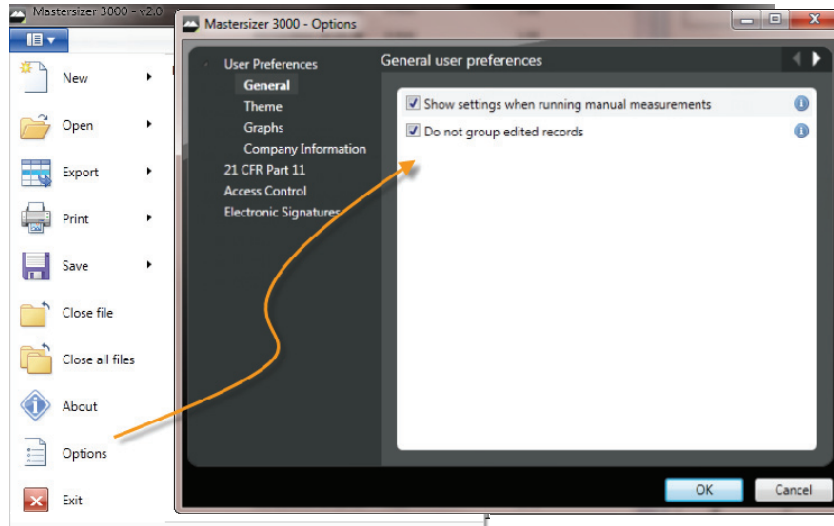 Mastersizer 3000 - v2.0
New
Open
Export
Print
Save
Close file
Close all files
About
Options
Exit
Mastersizer 3000 - Options
User Preferences
General
Theme
Graphs
Company Information
21 CFR Part 11
Access Control
Electronic Signatures
General user preferences
Show settings when running manual measurements
Do not group edited records
OK
Cancel